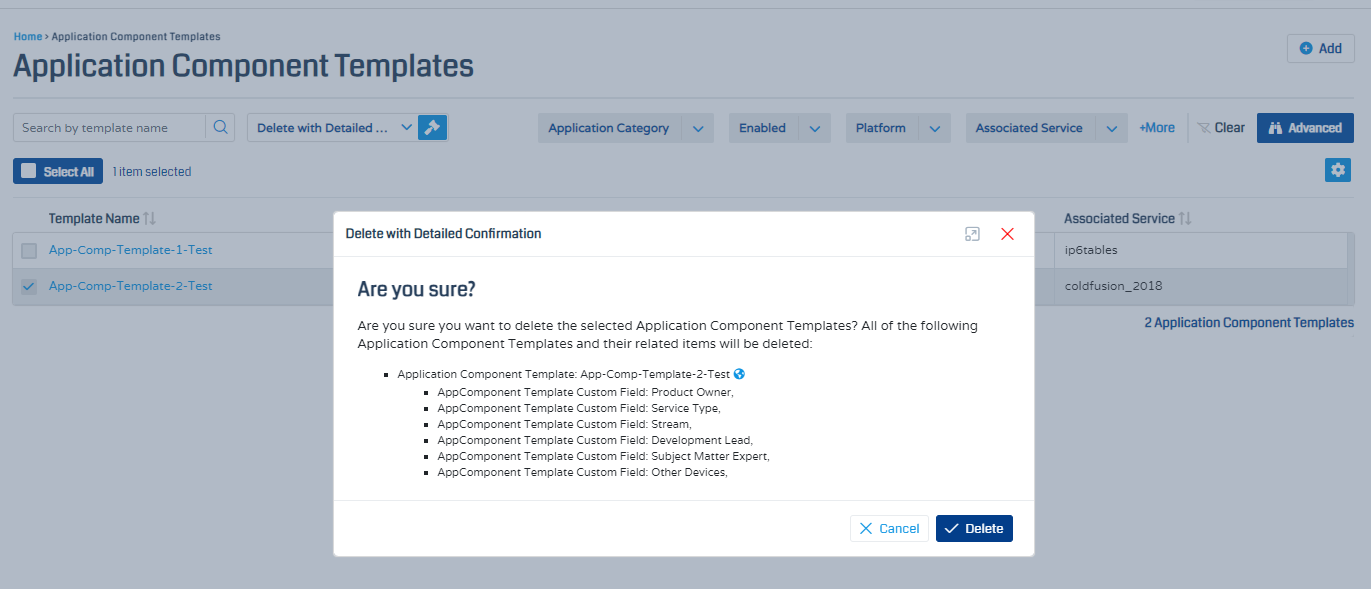 Home › Application Component Templates
Application Component Templates
Add
Search by template name
Delete with Detailed ...
Application Category
Enabled
Platform
Associated Service
+More
Clear
Advanced
Select All
1 item selected
Template Name
Associated Service
App-Comp-Template-1-Test
ip6tables
App-Comp-Template-2-Test
coldfusion_2018
2 Application Component Templates
Delete with Detailed Confirmation
Are you sure?
Are you sure you want to delete the selected Application Component Templates? All of the following
Application Component Templates and their related items will be deleted:
Application Component Template: App-Comp-Template-2-Test
AppComponent Template Custom Field: Product Owner,
AppComponent Template Custom Field: Service Type,
AppComponent Template Custom Field: Stream,
AppComponent Template Custom Field: Development Lead,
AppComponent Template Custom Field: Subject Matter Expert,
AppComponent Template Custom Field: Other Devices,
Cancel
Delete